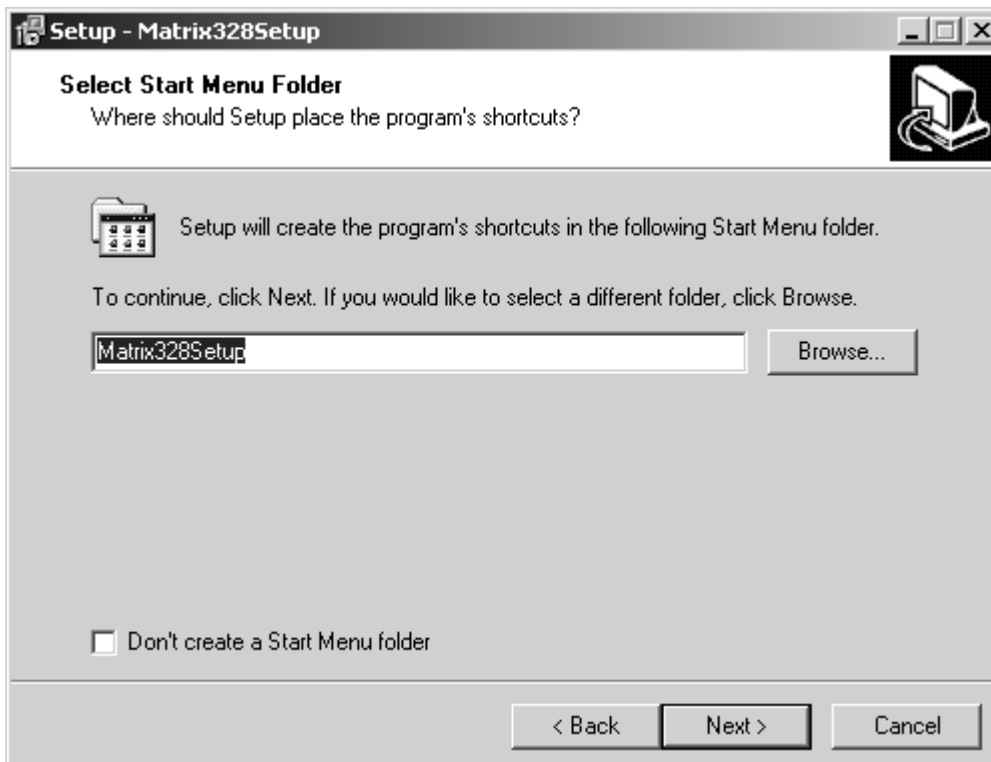 Setup - Matrix328Setup
Select Start Menu Folder
Where should Setup place the program's shortcuts?
Setup will create the program's shortcuts in the following Start Menu folder.
To continue, click Next. If you would like to select a different folder, click Browse.
Matrix328Setup
Browse...
Don't create a Start Menu folder
< Back
Next >
Cancel